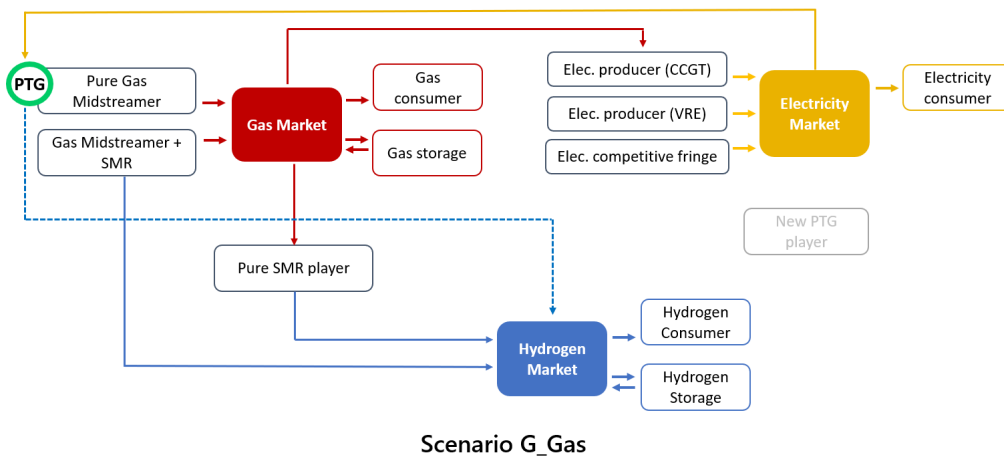 PTG
Pure Gas
Midstreamer
Gas Midstreamer +
SMR
Gas Market
Gas
consumer
Gas storage
Elec. producer (CCGT)
Elec. producer (VRE)
Elec. competitive fringe
Electricity
Market
Electricity
consumer
New PTG
player
Pure SMR player
Hydrogen
Market
Hydrogen
Consumer
Hydrogen
Storage
Scenario G_Gas